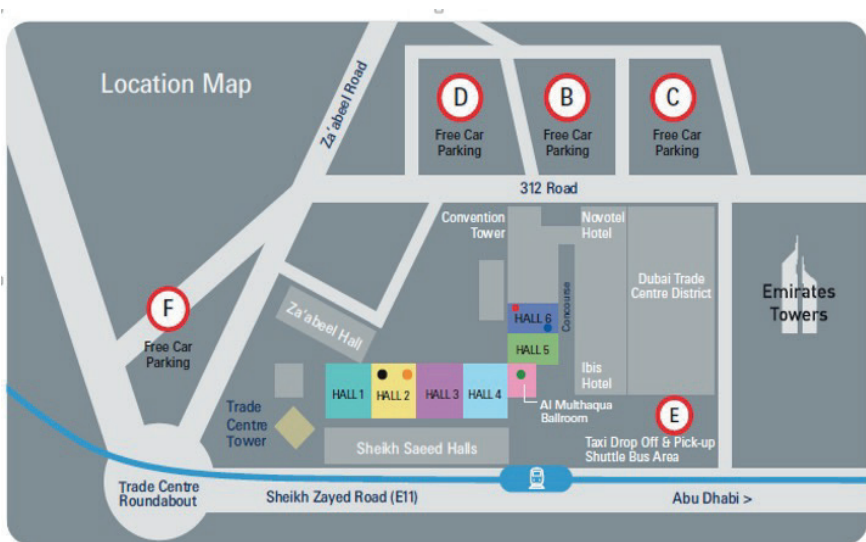 Location Map
Za'abeel Road
D
Free Car
Parking
B
Free Car
Parking
C
Free Car
Parking
312 Road
Convention
Tower
Novotel
Hotel
Dubai Trade
Centre District
Emirates
Towers
Concourse
F
Free Car
Parking
Za'abeel Hall
HALL 6
HALL 5
HALL 1
HALL 2
HALL 3
HALL 4
Ibis
Hotel
Al Multhaqua
Ballroom
Trade
Centre
Tower
Sheikh Saeed Halls
E
Taxi Drop Off & Pick-up
Shuttle Bus Area
Trade Centre
Roundabout
Sheikh Zayed Road (E11)
Abu Dhabi >